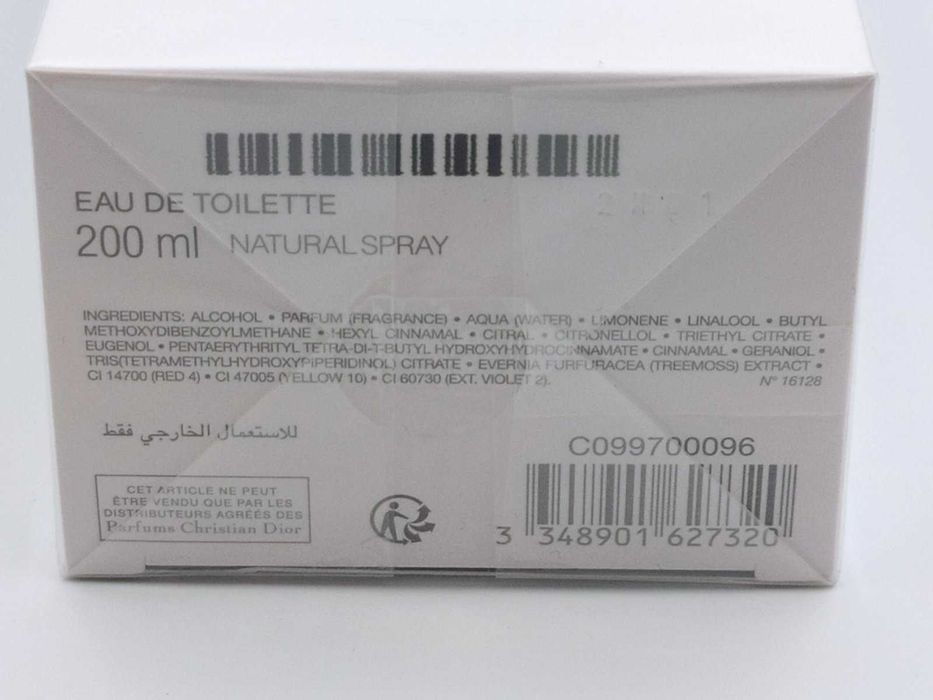 EAU DE TOILETTE
200 ml NATURAL SPRAY
INGREDIENTS: ALCOHOL • PARFUM (FRAGRANCE) • AQUA (WATER) • LIMONENE • LINALOOL • BUTYL
METHOXYDIBENZOYLMETHANE • HEXYL CINNAMAL • CITRAL • CITRONELLOL • TRIETHYL CITRATE •
EUGENOL • PENTAERYTHRITYL TETRA-DI-T-BUTYL HYDROXYHYDROCINNAMATE • CINNAMAL • GERANIOL •
TRIS(TETRAMETHYLHYDROXYPIPERIDINOL) CITRATE • EVERNIA FURFURACEA (TREEMOSS) EXTRACT •
CI 14700 (RED 4) • CI 47005 (YELLOW 10) • CI 60730 (EXT. VIOLET 2). N° 16128
للاستعمال الخارجي فقط
C099700096
CET ARTICLE NE PEUT
ÊTRE VENDU QUE PAR LES
DISTRIBUTEURS AGRÉÉS DES
Parfums Christian Dior
3 348901 627320